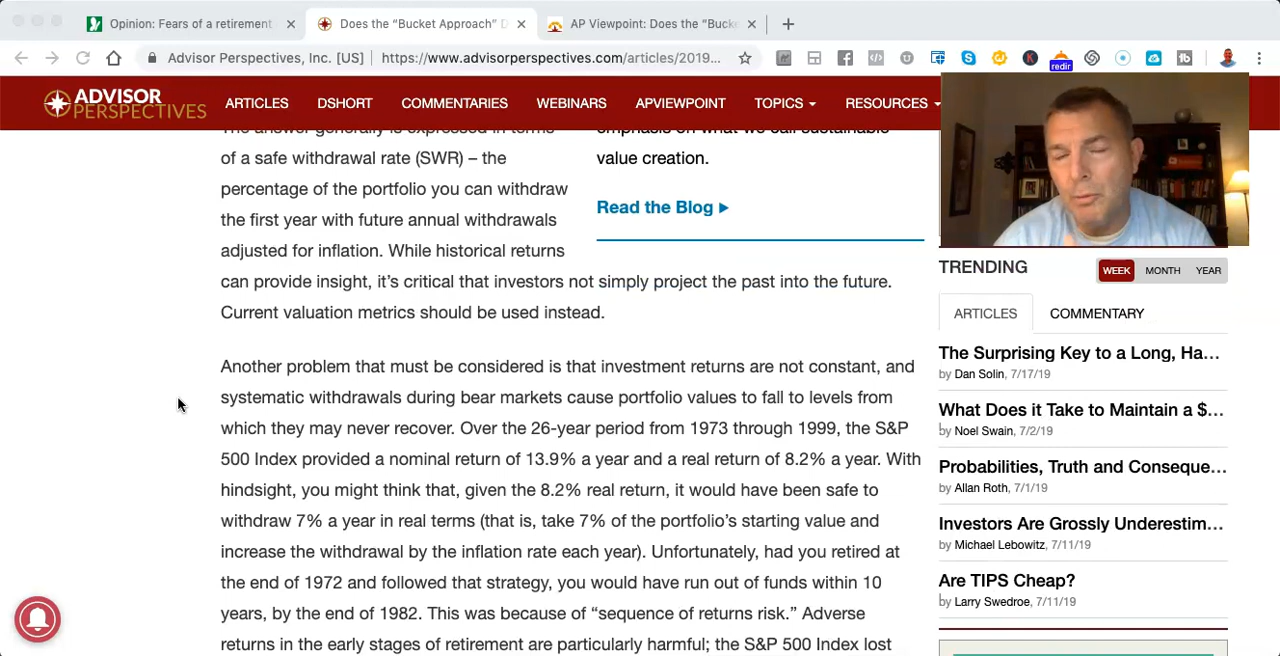 Opinion: Fears of a retirement
Does the “Bucket Approach” D
AP Viewpoint: Does the “Bucke
Advisor Perspectives Inc. [US]
https://www.advisorperspectives.com/articles/2019...
redir
ADVISOR
PERSPECTIVES
ARTICLES
DSHORT
COMMENTARIES
WEBINARS
APVIEWPOINT
TOPICS
RESOURCES
The answer generally is expressed in terms
of a safe withdrawal rate (SWR) – the
percentage of the portfolio you can withdraw
the first year with future annual withdrawals
adjusted for inflation. While historical returns
can provide insight, it’s critical that investors not simply project the past into the future.
Current valuation metrics should be used instead.
emphasis on what we call sustainable
value creation.
Read the Blog
Another problem that must be considered is that investment returns are not constant, and
systematic withdrawals during bear markets cause portfolio values to fall to levels from
which they may never recover. Over the 26-year period from 1973 through 1999, the S&P
500 Index provided a nominal return of 13.9% a year and a real return of 8.2% a year. With
hindsight, you might think that, given the 8.2% real return, it would have been safe to
withdraw 7% a year in real terms (that is, take 7% of the portfolio’s starting value and
increase the withdrawal by the inflation rate each year). Unfortunately, had you retired at
the end of 1972 and followed that strategy, you would have run out of funds within 10
years, by the end of 1982. This was because of “sequence of returns risk.” Adverse
returns in the early stages of retirement are particularly harmful; the S&P 500 Index lost
TRENDING
WEEK
MONTH
YEAR
ARTICLES
COMMENTARY
The Surprising Key to a Long, Ha...
by Dan Solin, 7/17/19
What Does it Take to Maintain a $...
by Noel Swain, 7/2/19
Probabilities, Truth and Conseque...
by Allan Roth, 7/1/19
Investors Are Grossly Underestim...
by Michael Lebowitz, 7/11/19
Are TIPS Cheap?
by Larry Swedroe, 7/11/19